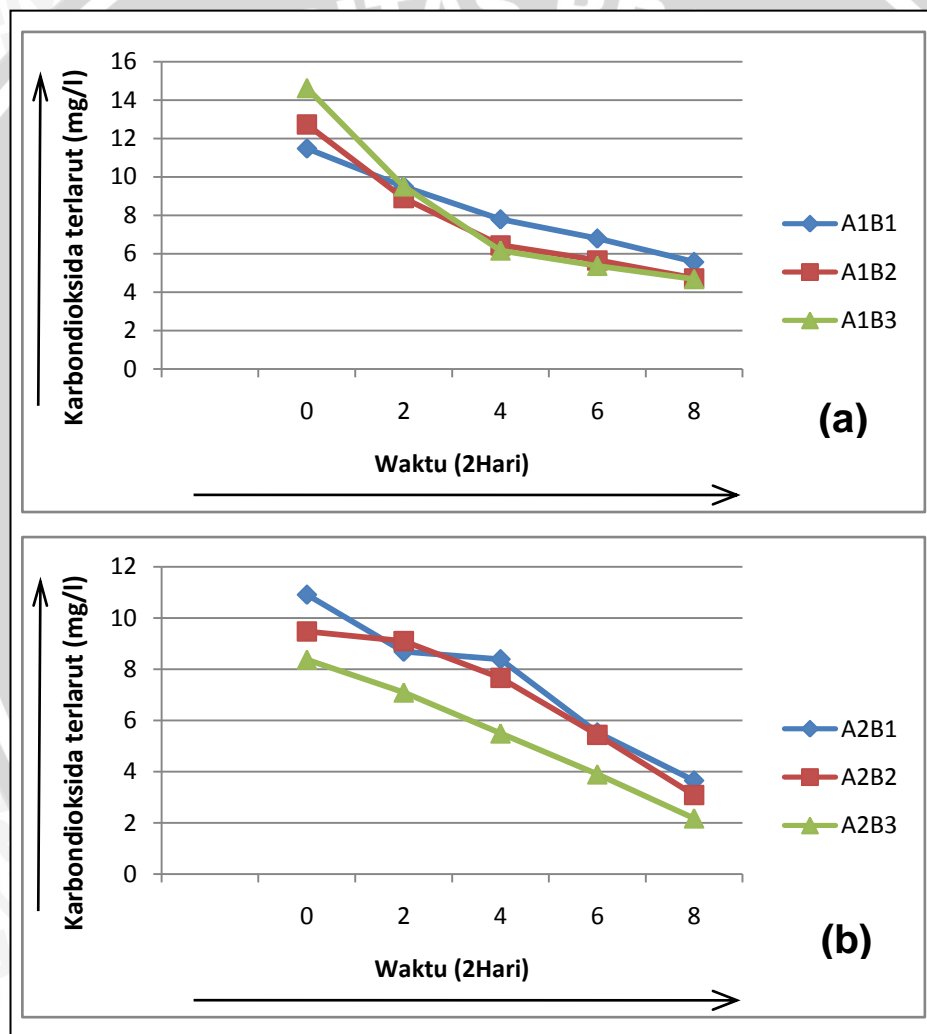 Karbondioksida terlarut (mg/l)
16
14
12
10
8
6
4
2
0
0 2 4 6 8
Waktu (2Hari)
A1B1
A1B2
A1B3
(a)
Karbondioksida terlarut (mg/l)
12
10
8
6
4
2
0
0 2 4 6 8
Waktu (2Hari)
A2B1
A2B2
A2B3
(b)